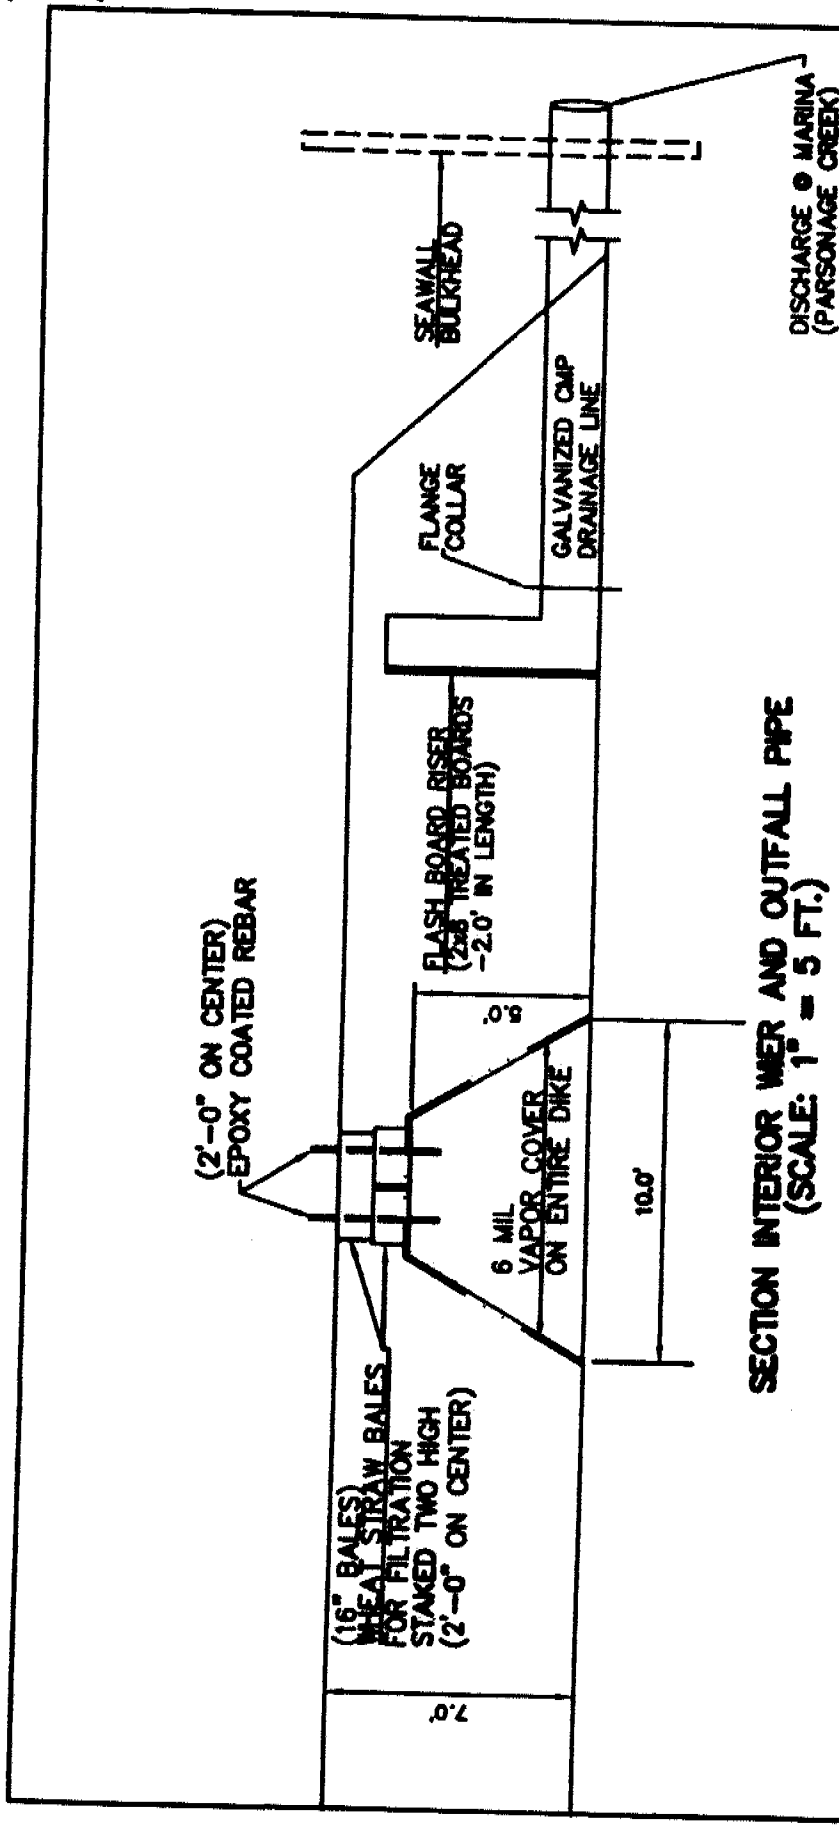 (2'-0" ON CENTER)
EPOXY COATED REBAR
(16" BALES)
WHEAT STRAW BALES
FOR FILTRATION
STAKED TWO HIGH
(2'-0" ON CENTER)
7.0'
6 MIL
VAPOR COVER
ON ENTIRE DIKE
10.0'
5.0'
FLASH BOARD RISER
(2x8 TREATED BOARDS
-2.0' IN LENGTH)
FLANGE
COLLAR
SEAWALL
BULKHEAD
GALVANIZED CMP
DRAINAGE LINE
DISCHARGE @ MARINA
(PARSONAGE CREEK)
SECTION INTERIOR WIER AND OUTFALL PIPE
(SCALE: 1" = 5 FT.)